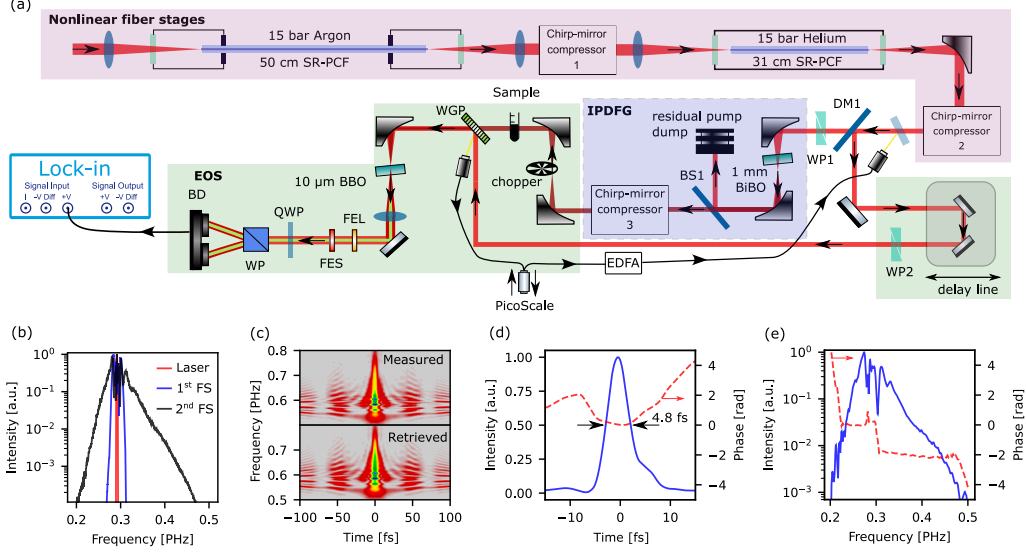 (a)
Nonlinear fiber stages
15 bar Argon
50 cm SR-PCF
Chirp-mirror
compressor
1
15 bar Helium
31 cm SR-PCF
Chirp-mirror
compressor
2
Sample
WGP
IPDFG
residual pump
dump
DM1
WP1
Lock-in
Signal Input
Signal Output
I
-V Diff
+V
+V
-V Diff
EOS
BD
10 µm BBO
chopper
BS1
1 mm
BiBO
Chirp-mirror
compressor
3
QWP
FEL
WP
FES
EDFA
PicoScale
WP2
delay line
(b)
Intensity [a.u.]
10⁰
10⁻¹
10⁻²
10⁻³
Laser
1st FS
2nd FS
0.2
0.3
0.4
0.5
Frequency [PHz]
(c)
Frequency [PHz]
0.8
0.6
0.8
0.6
0.5
Measured
Retrieved
−100
−50
0
50
100
Time [fs]
(d)
Intensity [a.u.]
1.00
0.75
0.50
0.25
0.00
4.8 fs
4
2
0
−2
−4
Phase [rad]
−10
0
10
Time [fs]
(e)
Intensity [a.u.]
10⁰
10⁻¹
10⁻²
10⁻³
4
2
0
−2
−4
Phase [rad]
0.2
0.3
0.4
0.5
Frequency [PHz]